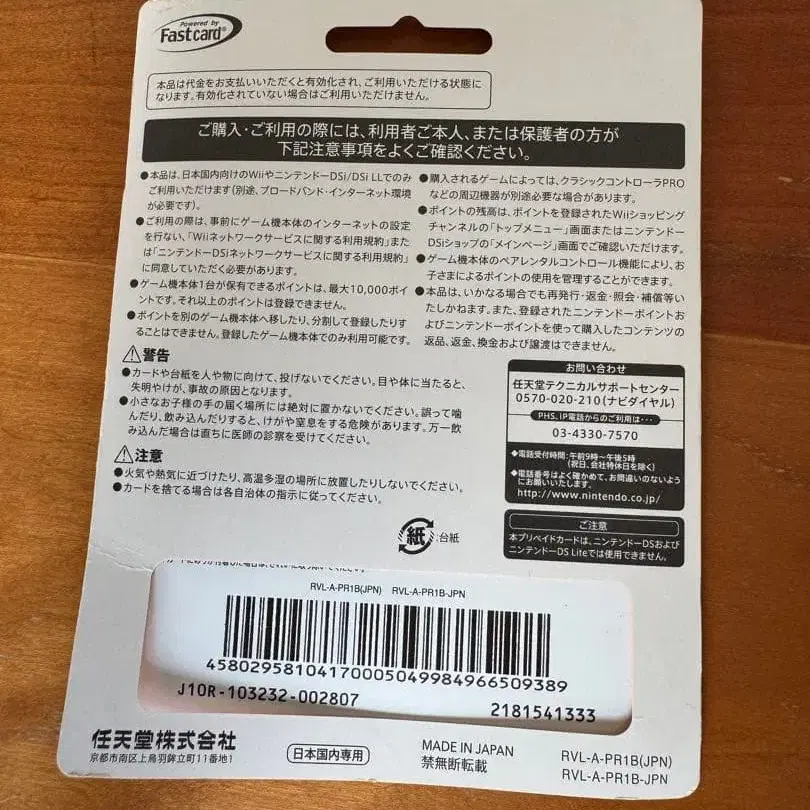 Powered by
Fastcard®
本品は代金をお支払いいただくと有効化され、ご利用いただける状態に
なります。有効化されていない場合はご利用いただけません。
ご購入・ご利用の際には、利用者ご本人、または保護者の方が
下記注意事項をよくご確認ください。
●本品は、日本国内向けのWiiやニンテンドーDSi/DSi LLでのみ
ご利用いただけます(別途、ブロードバンド・インターネット環境
が必要です)。
●ご利用の際は、事前にゲーム機本体のインターネットの設定
を行ない、「Wiiネットワークサービスに関する利用規約」また
は「ニンテンドーDSiネットワークサービスに関する利用規約」
に同意していただく必要があります。
●ゲーム機本体1台が保有できるポイントは、最大10,000ポイ
ントです。それ以上のポイントは登録できません。
●ポイントを別のゲーム機本体へ移したり、分割して登録したりす
ることはできません。登録したゲーム機本体でのみ利用可能です。
●購入されるゲームによっては、クラシックコントローラPRO
などの周辺機器が別途必要な場合があります。
●ポイントの残高は、ポイントを登録されたWiiショッピング
チャンネルの「トップメニュー」画面またはニンテンドー
DSiショップの「メインページ」画面でご確認いただけます。
●ゲーム機本体のペアレンタルコントロール機能により、お
子さまによるポイントの使用を管理することができます。
●本品は、いかなる場合でも再発行・返金・照会・補償等い
たしかねます。また、登録されたニンテンドーポイントお
よびニンテンドーポイントを使って購入したコンテンツの
返品、返金、換金および譲渡はできません。
⚠警告
●カードや台紙を人や物に向けて、投げないでください。目や体に当たると、
失明やけが、事故の原因となります。
●小さなお子様の手の届く場所には絶対に置かないでください。誤って噛
んだり、飲み込んだりすると、けがや窒息をする危険があります。万一飲
み込んだ場合は直ちに医師の診察を受けてください。
⚠注意
●火気や熱気に近づけたり、高温多湿の場所に放置したりしないでください。
●カードを捨てる場合は各自治体の指示に従ってください。
お問い合わせ
任天堂テクニカルサポートセンター
0570-020-210(ナビダイヤル)
PHS、IP電話からのご利用は・・・
03-4330-7570
◆電話受付時間:午前9時〜午後5時
(祝日、会社特休日を除く)
◆電話番号はよく確かめて、お間違いのないよう
にお願いいたします。
http://www.nintendo.co.jp/
ご注意
本プリペイドカードは、ニンテンドーDSおよび
ニンテンドーDS Liteでは使用できません。
紙:台紙
RVL-A-PR1B(JPN) RVL-A-PR1B-JPN
45802958104170005049984966509389
J10R-103232-002807
2181541333
任天堂株式会社
京都市南区上鳥羽鉾立町11番地1
日本国内専用
MADE IN JAPAN
禁無断転載
RVL-A-PR1B(JPN)
RVL-A-PR1B-JPN